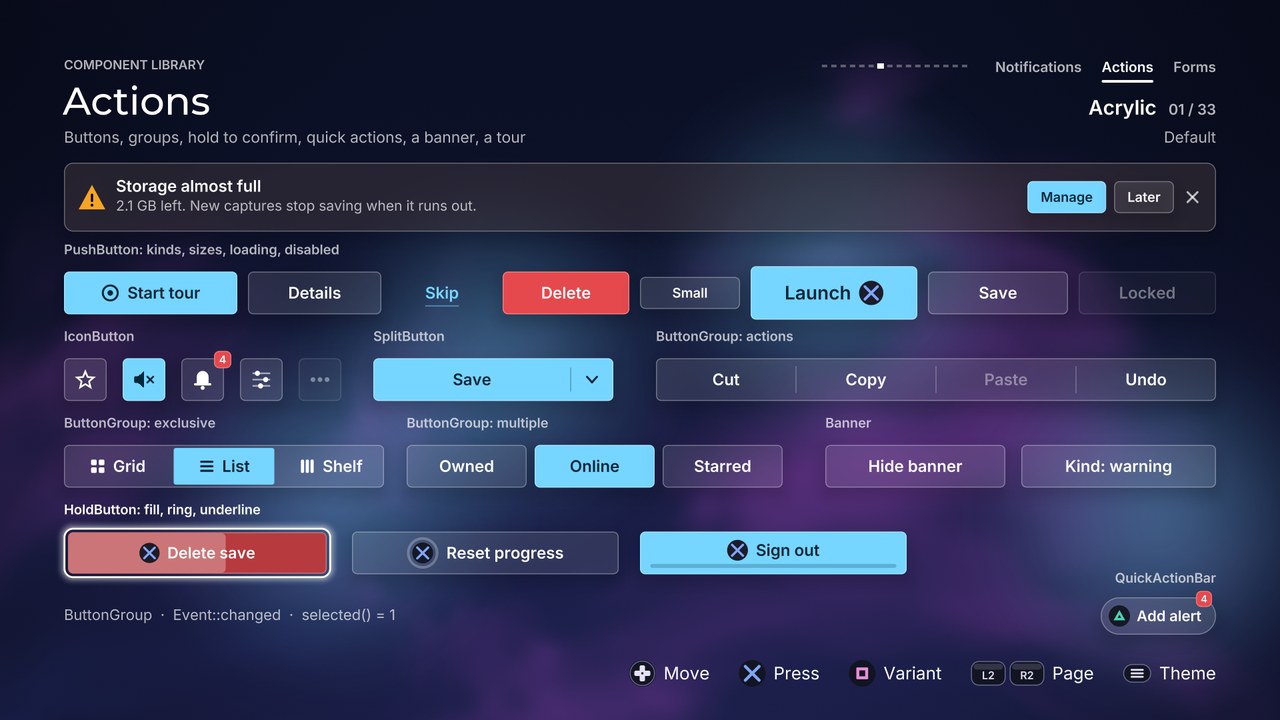 COMPONENT LIBRARY
Notifications Actions Forms
Actions
Acrylic 01 / 33
Buttons, groups, hold to confirm, quick actions, a banner, a tour
Default
Storage almost full
2.1 GB left. New captures stop saving when it runs out.
Manage Later
PushButton: kinds, sizes, loading, disabled
Start tour Details Skip Delete Small Launch Save Locked
IconButton SplitButton ButtonGroup: actions
4
Save Cut Copy Paste Undo
ButtonGroup: exclusive ButtonGroup: multiple Banner
Grid List Shelf Owned Online Starred Hide banner Kind: warning
HoldButton: fill, ring, underline
Delete save Reset progress Sign out
QuickActionBar
4
Add alert
ButtonGroup · Event::changed · selected() = 1
Move Press Variant L2 R2 Page Theme